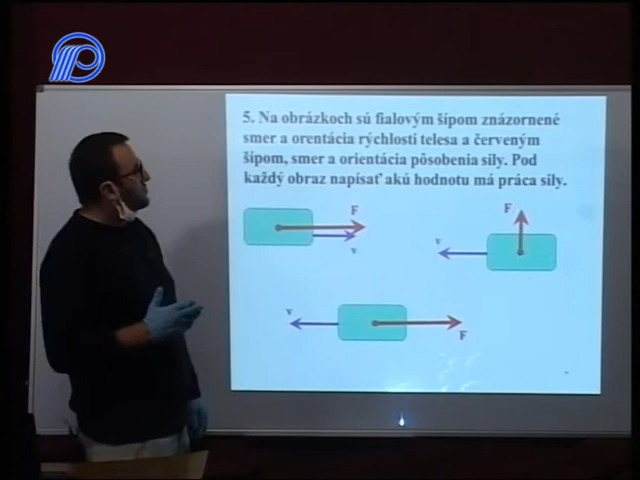 5. Na obrázkoch sú fialovým šípom znázornené
smer a orentácia rýchlosti telesa a červeným
šípom, smer a orientácia pôsobenia sily. Pod
každý obraz napísať akú hodnotu má práca sily.
F
v
F
v
v
F